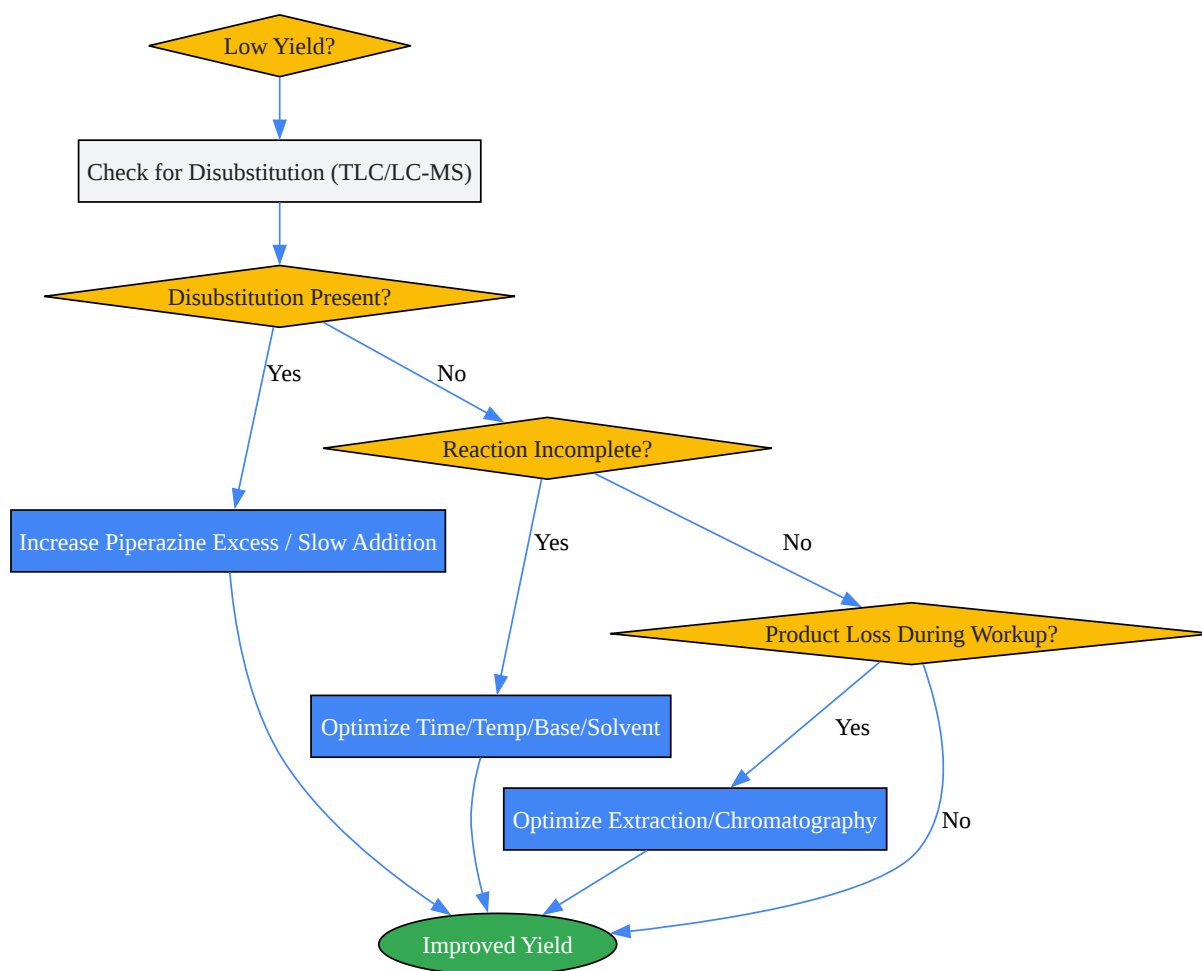 Low Yield?
Check for Disubstitution (TLC/LC-MS)
Disubstitution Present?
Yes
No
Reaction Incomplete?
Increase Piperazine Excess / Slow Addition
Yes
No
Product Loss During Workup?
Optimize Time/Temp/Base/Solvent
Yes
Optimize Extraction/Chromatography
No
Improved Yield